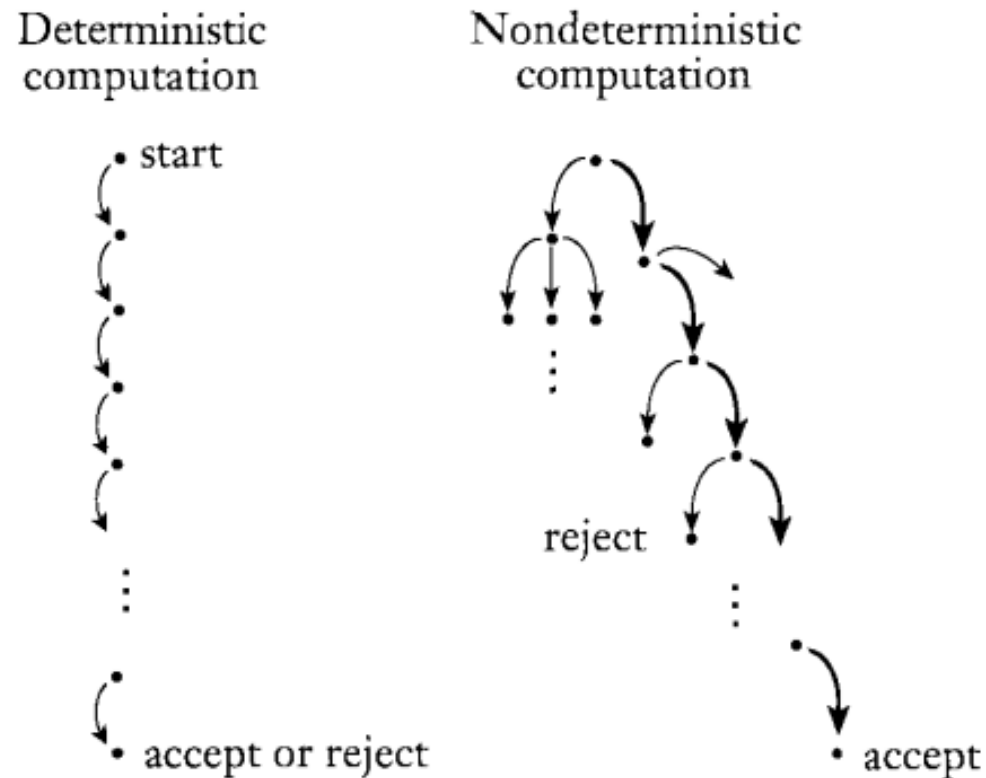 Deterministic
computation
Nondeterministic
computation
start
reject
accept or reject
accept